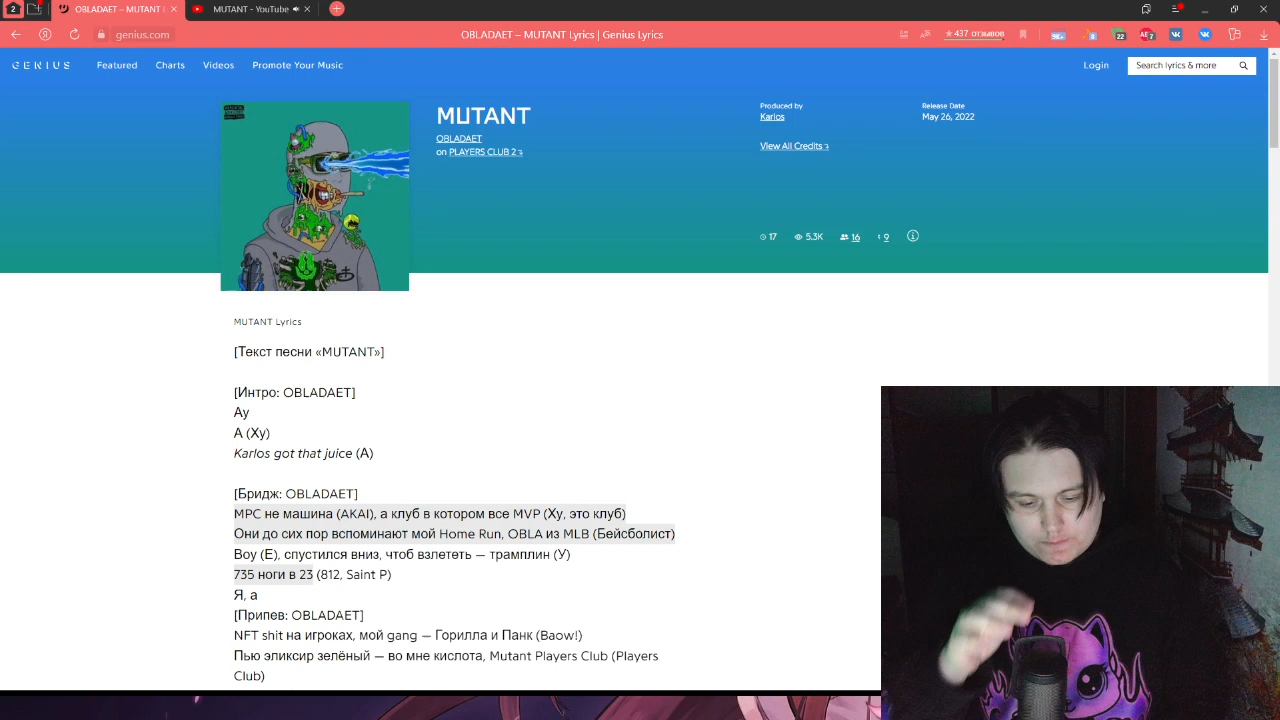 2
OBLADAET – MUTANT
MUTANT - YouTube
genius.com
OBLADAET – MUTANT Lyrics | Genius Lyrics
★ 437 отзывов
22
7
GENIUS
Featured
Charts
Videos
Promote Your Music
Login
Search lyrics & more
MUTANT
OBLADAET
on PLAYERS CLUB 2
Produced by
Karlos
View All Credits
Release Date
May 26, 2022
17
5.3K
16
9
MUTANT Lyrics
[Текст песни «MUTANT»]
[Интро: OBLADAET]
Ау
А (Ху)
Karlos got that juice (А)
[Бридж: OBLADAET]
MPC не машина (AKAI), а клуб в котором все MVP (Ху, это клуб)
Они до сих пор вспоминают мой Home Run, OBLA из MLB (Бейсболист)
Воу (Е), спустился вниз, чтоб взлететь — трамплин (У)
735 ноги в 23 (812, Saint P)
Я, а
[Припев: OBLADAET]
NFT shit на игроках, мой gang — Горилла и Панк (Baow!)
Пью эликсир зелёный — во мне кислота, Mutant Players Club (Players
Club)